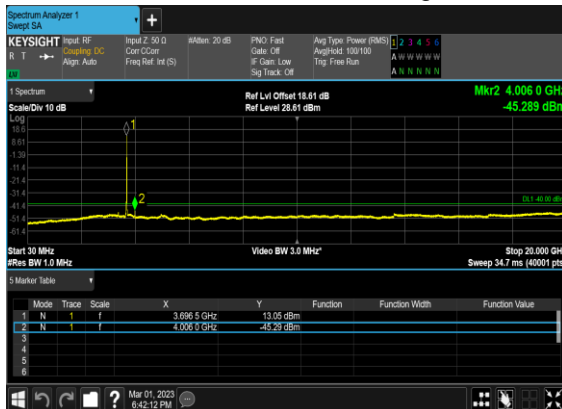 Spectrum Analyzer 1
Swept SA
KEYSIGHT Input: RF Input Z: 50 Ω #Atten: 20 dB PNO: Fast Avg Type: Power (RMS) 1 2 3 4 5 6
R T Coupling: DC Corr CCorr Gate: Off Avg|Hold: 100/100 A W W W W W
Align: Auto Freq Ref: Int (S) IF Gain: Low Trig: Free Run
LW Sig Track: Off A N N N N N
1 Spectrum Ref Lvl Offset 18.61 dB Mkr2 4.006 0 GHz
Scale/Div 10 dB Ref Level 28.61 dBm -45.289 dBm
Log
18.6
8.61
-1.39
-11.4
-21.4
-31.4
-41.4
-51.4
-61.4
1
2
DL1 -40.00 dBm
Start 30 MHz Video BW 3.0 MHz* Stop 20.000 GHz
#Res BW 1.0 MHz Sweep 34.7 ms (40001 pts)
5 Marker Table
Mode Trace Scale X Y Function Function Width Function Value
1 N 1 f 3.696 5 GHz 13.05 dBm
2 N 1 f 4.006 0 GHz -45.29 dBm
3
4
5
6
? Mar 01, 2023
6:42:12 PM